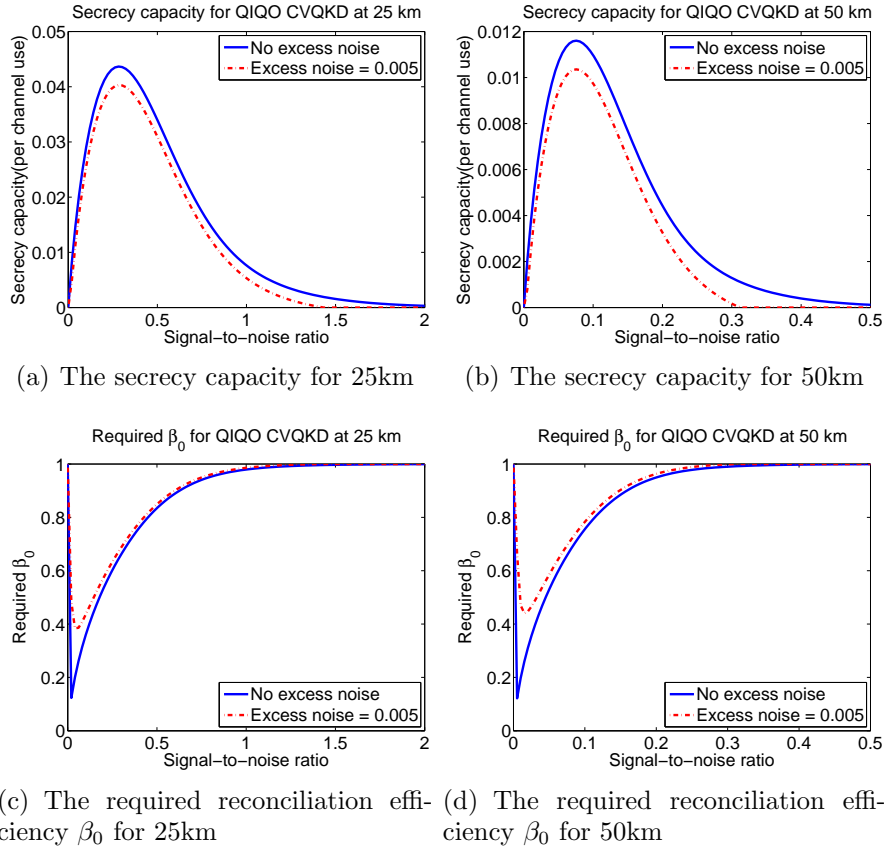 Secrecy capacity for QIQO CVQKD at 25 km
Secrecy capacity(per channel use)
0.05
0.04
0.03
0.02
0.01
0
0
0.5
1
1.5
2
Signal−to−noise ratio
No excess noise
Excess noise = 0.005
(a) The secrecy capacity for 25km
Secrecy capacity for QIQO CVQKD at 50 km
Secrecy capacity(per channel use)
0.014
0.012
0.01
0.008
0.006
0.004
0.002
0
0
0.1
0.2
0.3
0.4
0.5
Signal−to−noise ratio
No excess noise
Excess noise = 0.005
(b) The secrecy capacity for 50km
Required β₀ for QIQO CVQKD at 25 km
Required β₀
1
0.8
0.6
0.4
0.2
0
0
0.5
1
1.5
2
Signal−to−noise ratio
No excess noise
Excess noise = 0.005
(c) The required reconciliation effi-
ciency β₀ for 25km
Required β₀ for QIQO CVQKD at 50 km
Required β₀
1
0.8
0.6
0.4
0.2
0
0
0.1
0.2
0.3
0.4
0.5
Signal−to−noise ratio
No excess noise
Excess noise = 0.005
(d) The required reconciliation effi-
ciency β₀ for 50km